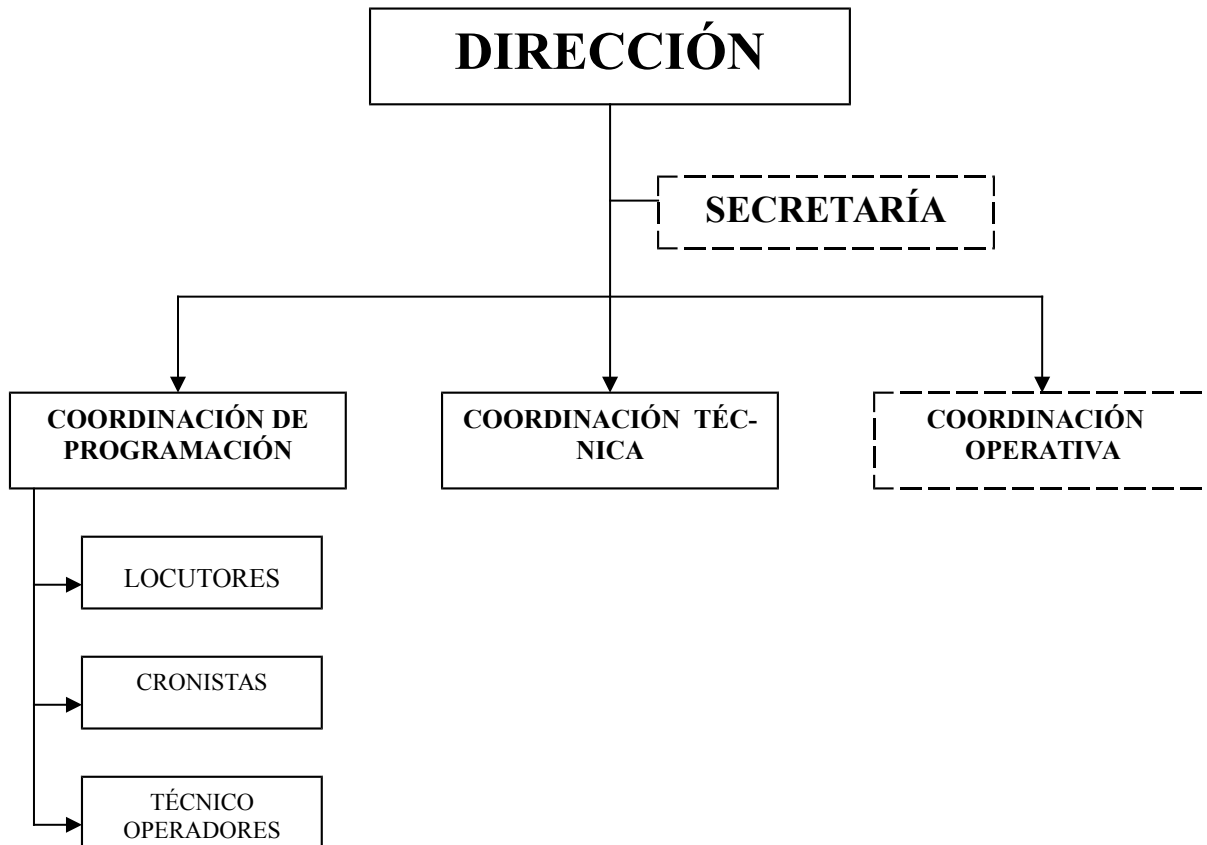 DIRECCIÓN
SECRETARÍA
COORDINACIÓN DE
PROGRAMACIÓN
COORDINACIÓN TÉC-
NICA
COORDINACIÓN
OPERATIVA
LOCUTORES
CRONISTAS
TÉCNICO
OPERADORES